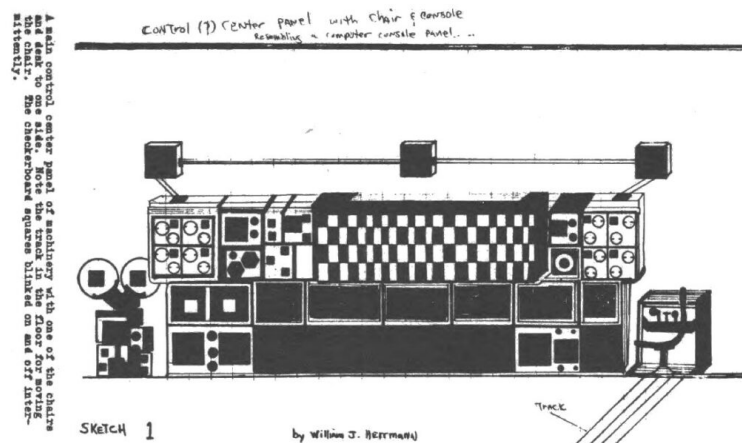 CONTROL (?) CENTER PANEL with CHAIR & CONSOLE
Resembling a computer console panel....
A main control center panel of machinery with one of the chairs
and desk to one side. Note the track in the floor for moving
the chair. The checkerboard squares blinked on and off inter-
mittently.
TRACK
SKETCH 1
by William J. Herrmann